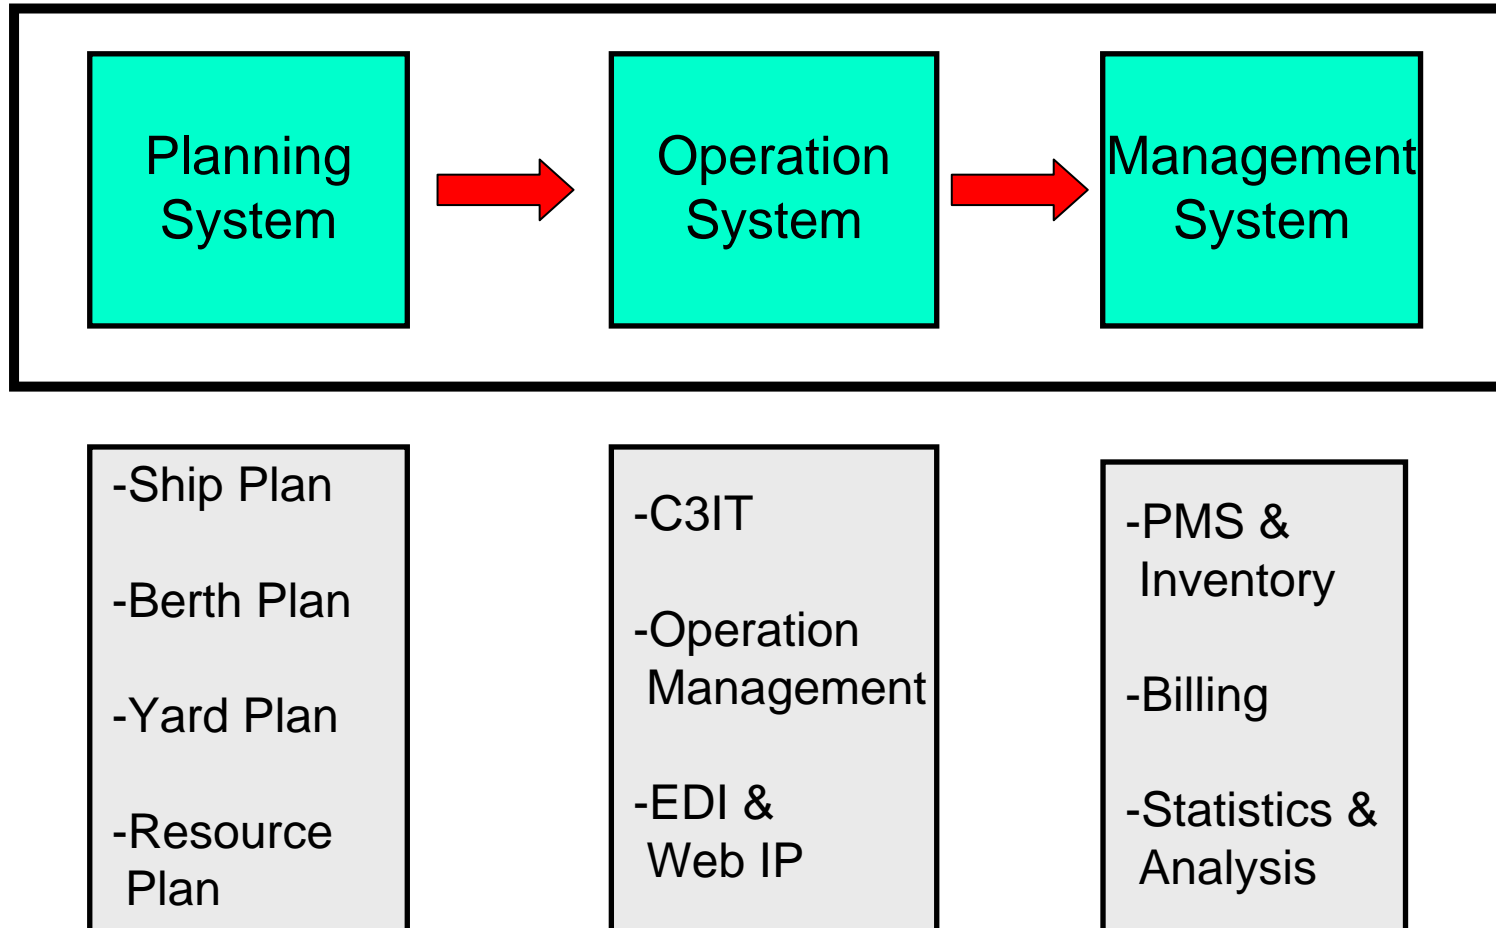 Planning
System
Operation
System
Management
System
-Ship Plan
-Berth Plan
-Yard Plan
-Resource
Plan
-C3IT
-Operation
Management
-EDI &
Web IP
-PMS &
Inventory
-Billing
-Statistics &
Analysis